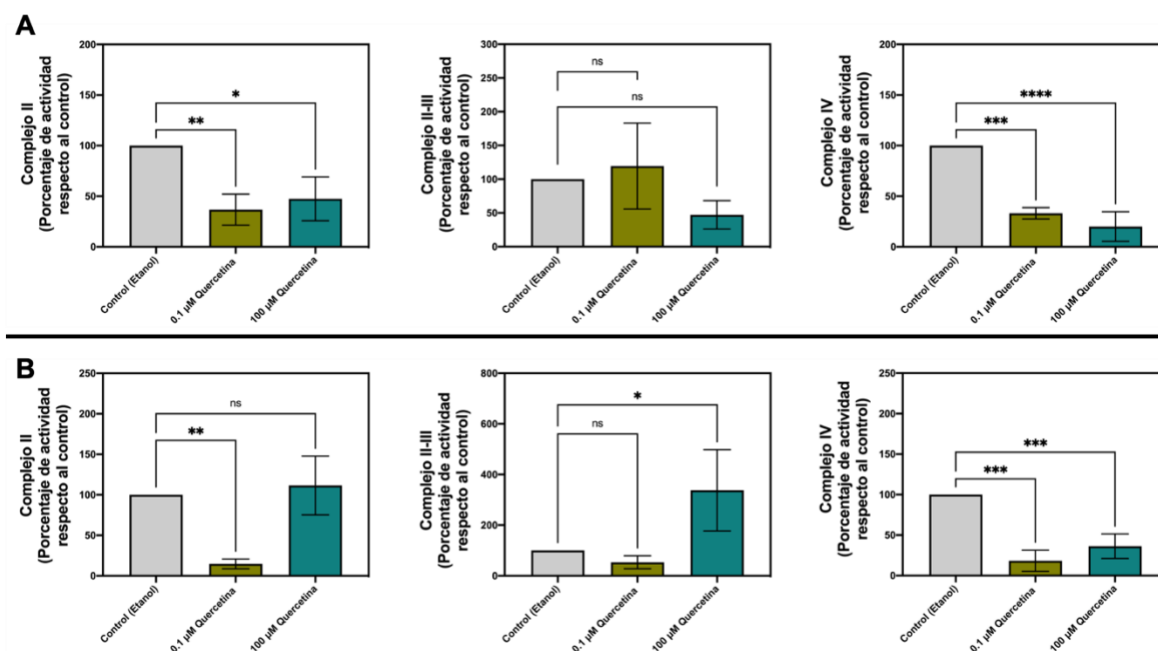 A
Complejo II
(Porcentaje de actividad
respecto al control)
200
150
100
50
0
*
**
Control (Etanol)
0.1 µM Quercetina
100 µM Quercetina
Complejo II-III
(Porcentaje de actividad
respecto al control)
300
250
200
150
100
50
0
ns
ns
Control (Etanol)
0.1 µM Quercetina
100 µM Quercetina
Complejo IV
(Porcentaje de actividad
respecto al control)
200
150
100
50
0
****
***
Control (Etanol)
0.1 µM Quercetina
100 µM Quercetina
B
Complejo II
(Porcentaje de actividad
respecto al control)
250
200
150
100
50
0
ns
**
Control (Etanol)
0.1 µM Quercetina
100 µM Quercetina
Complejo II-III
(Porcentaje de actividad
respecto al control)
800
600
400
200
0
*
ns
Control (Etanol)
0.1 µM Quercetina
100 µM Quercetina
Complejo IV
(Porcentaje de actividad
respecto al control)
250
200
150
100
50
0
***
***
Control (Etanol)
0.1 µM Quercetina
100 µM Quercetina